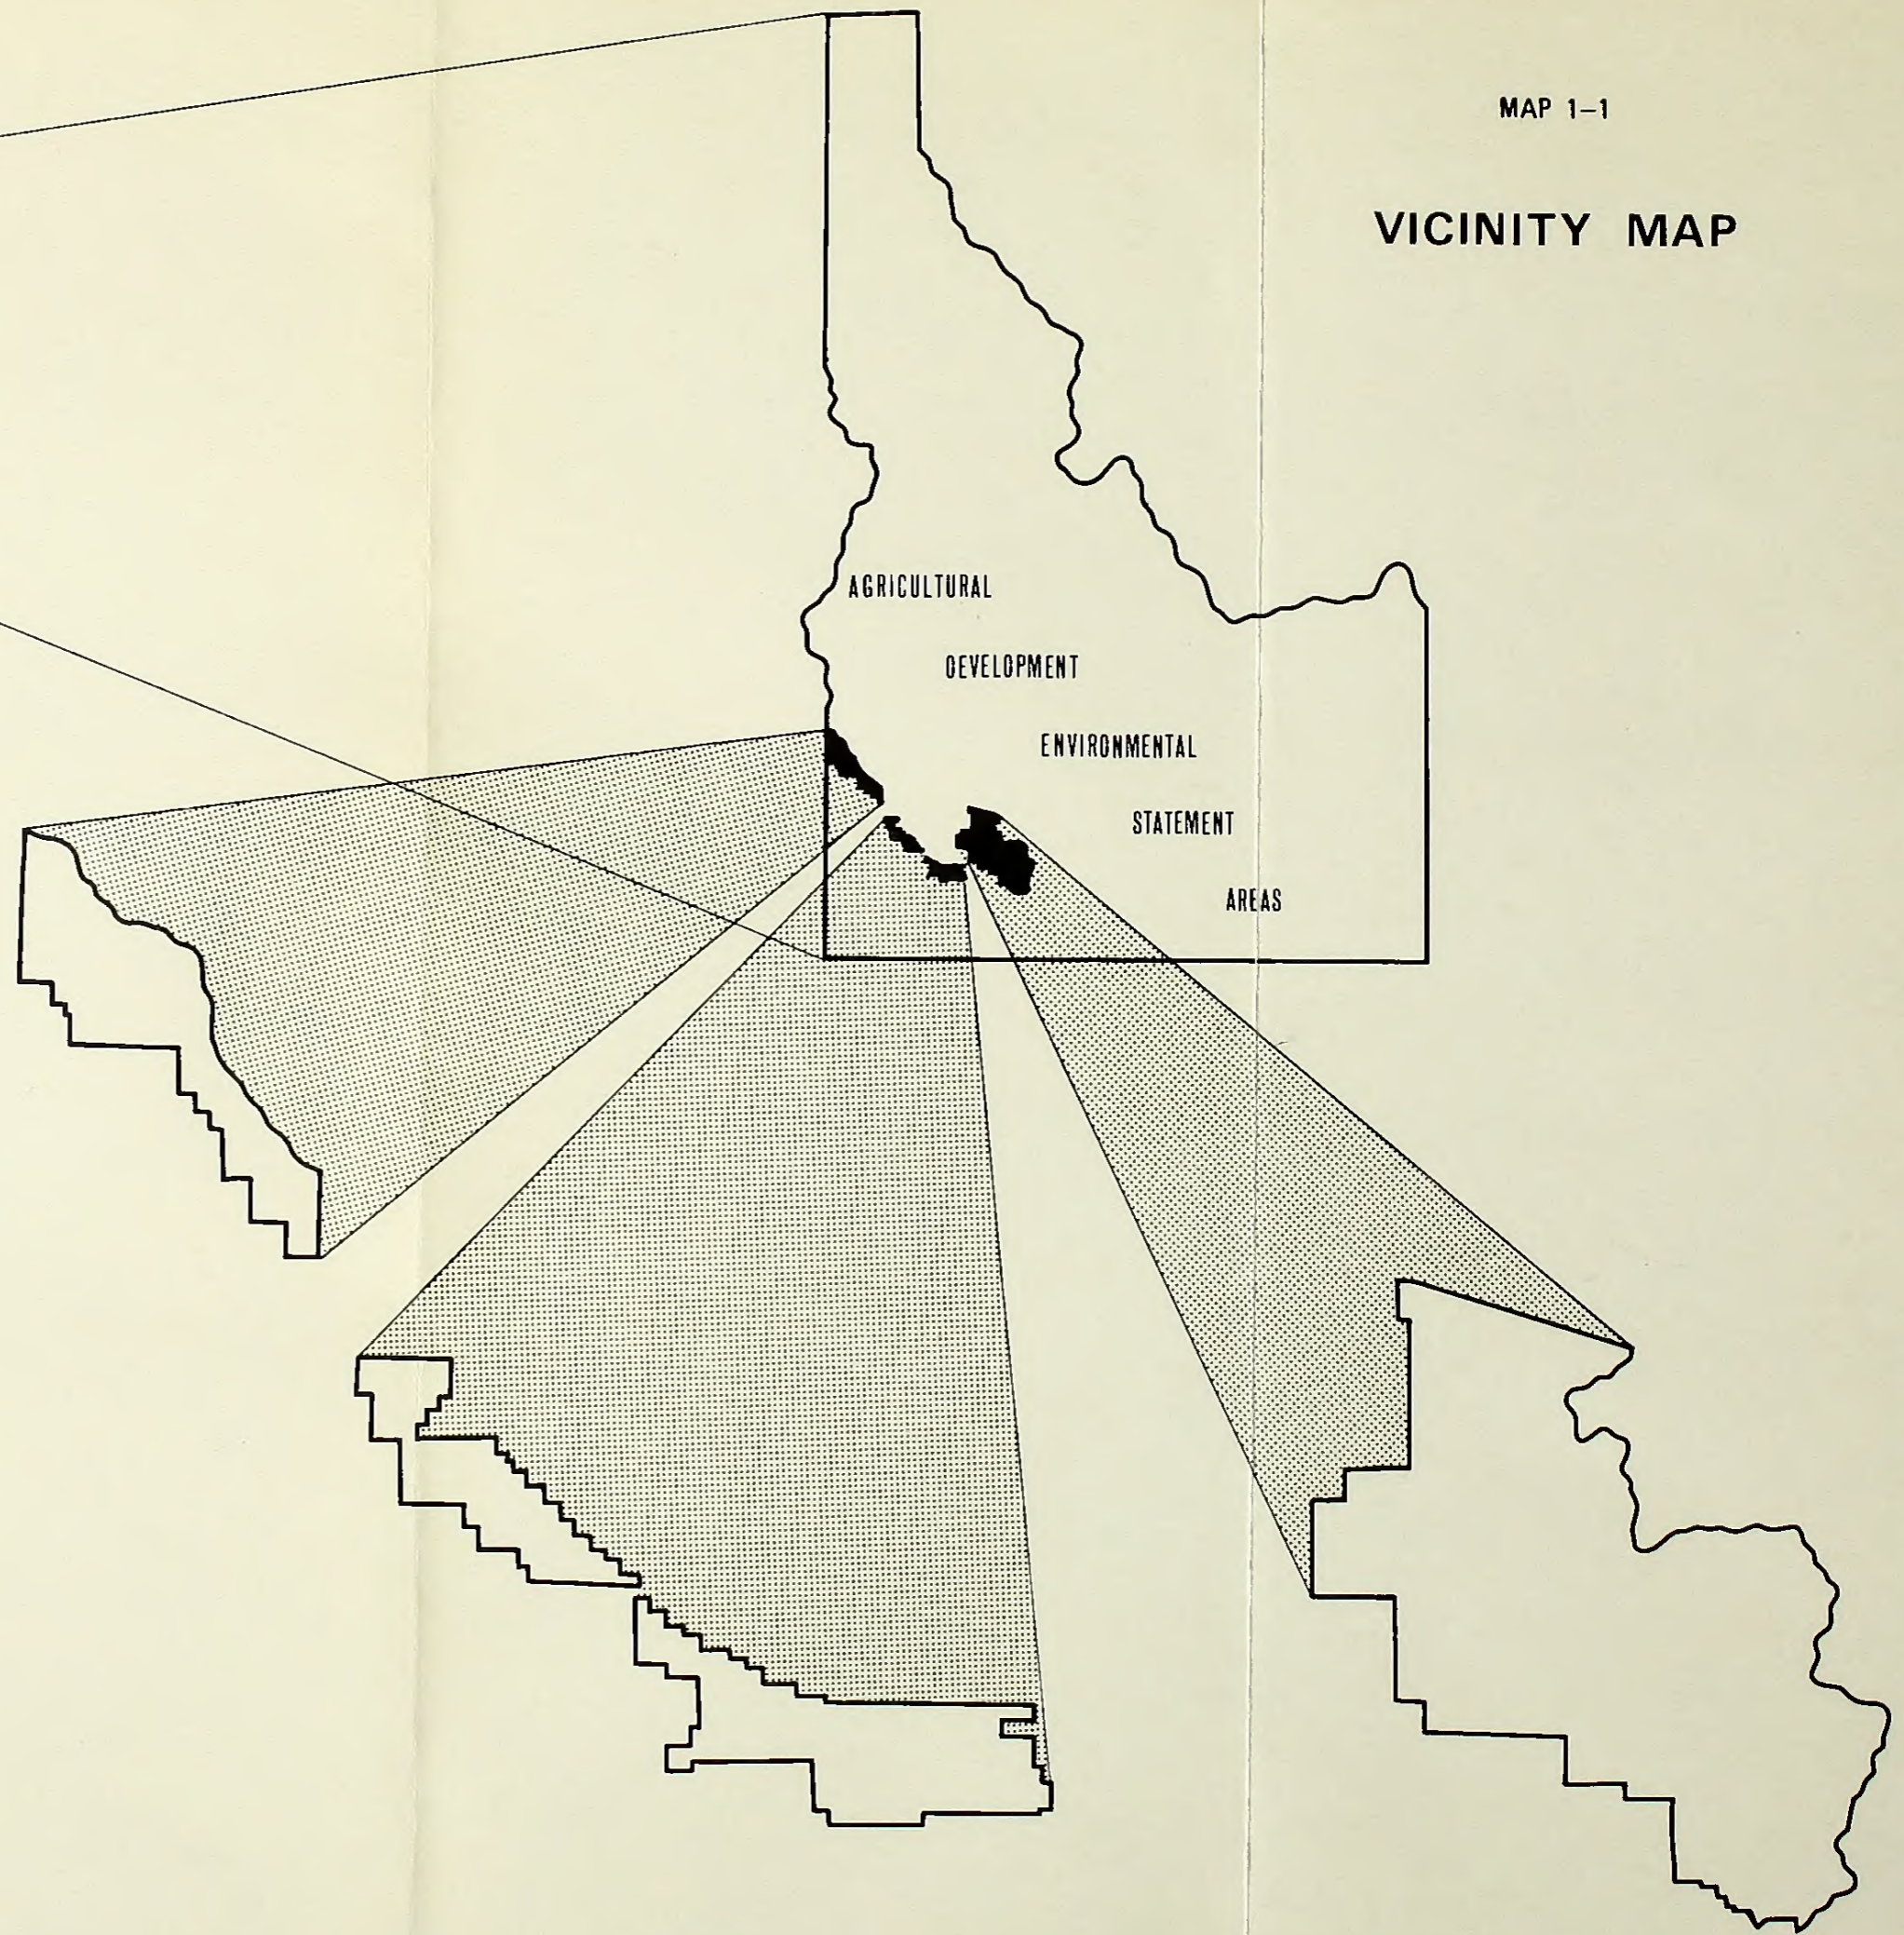 MAP 1–1
VICINITY MAP
AGRICULTURAL
DEVELOPMENT
ENVIRONMENTAL
STATEMENT
AREAS